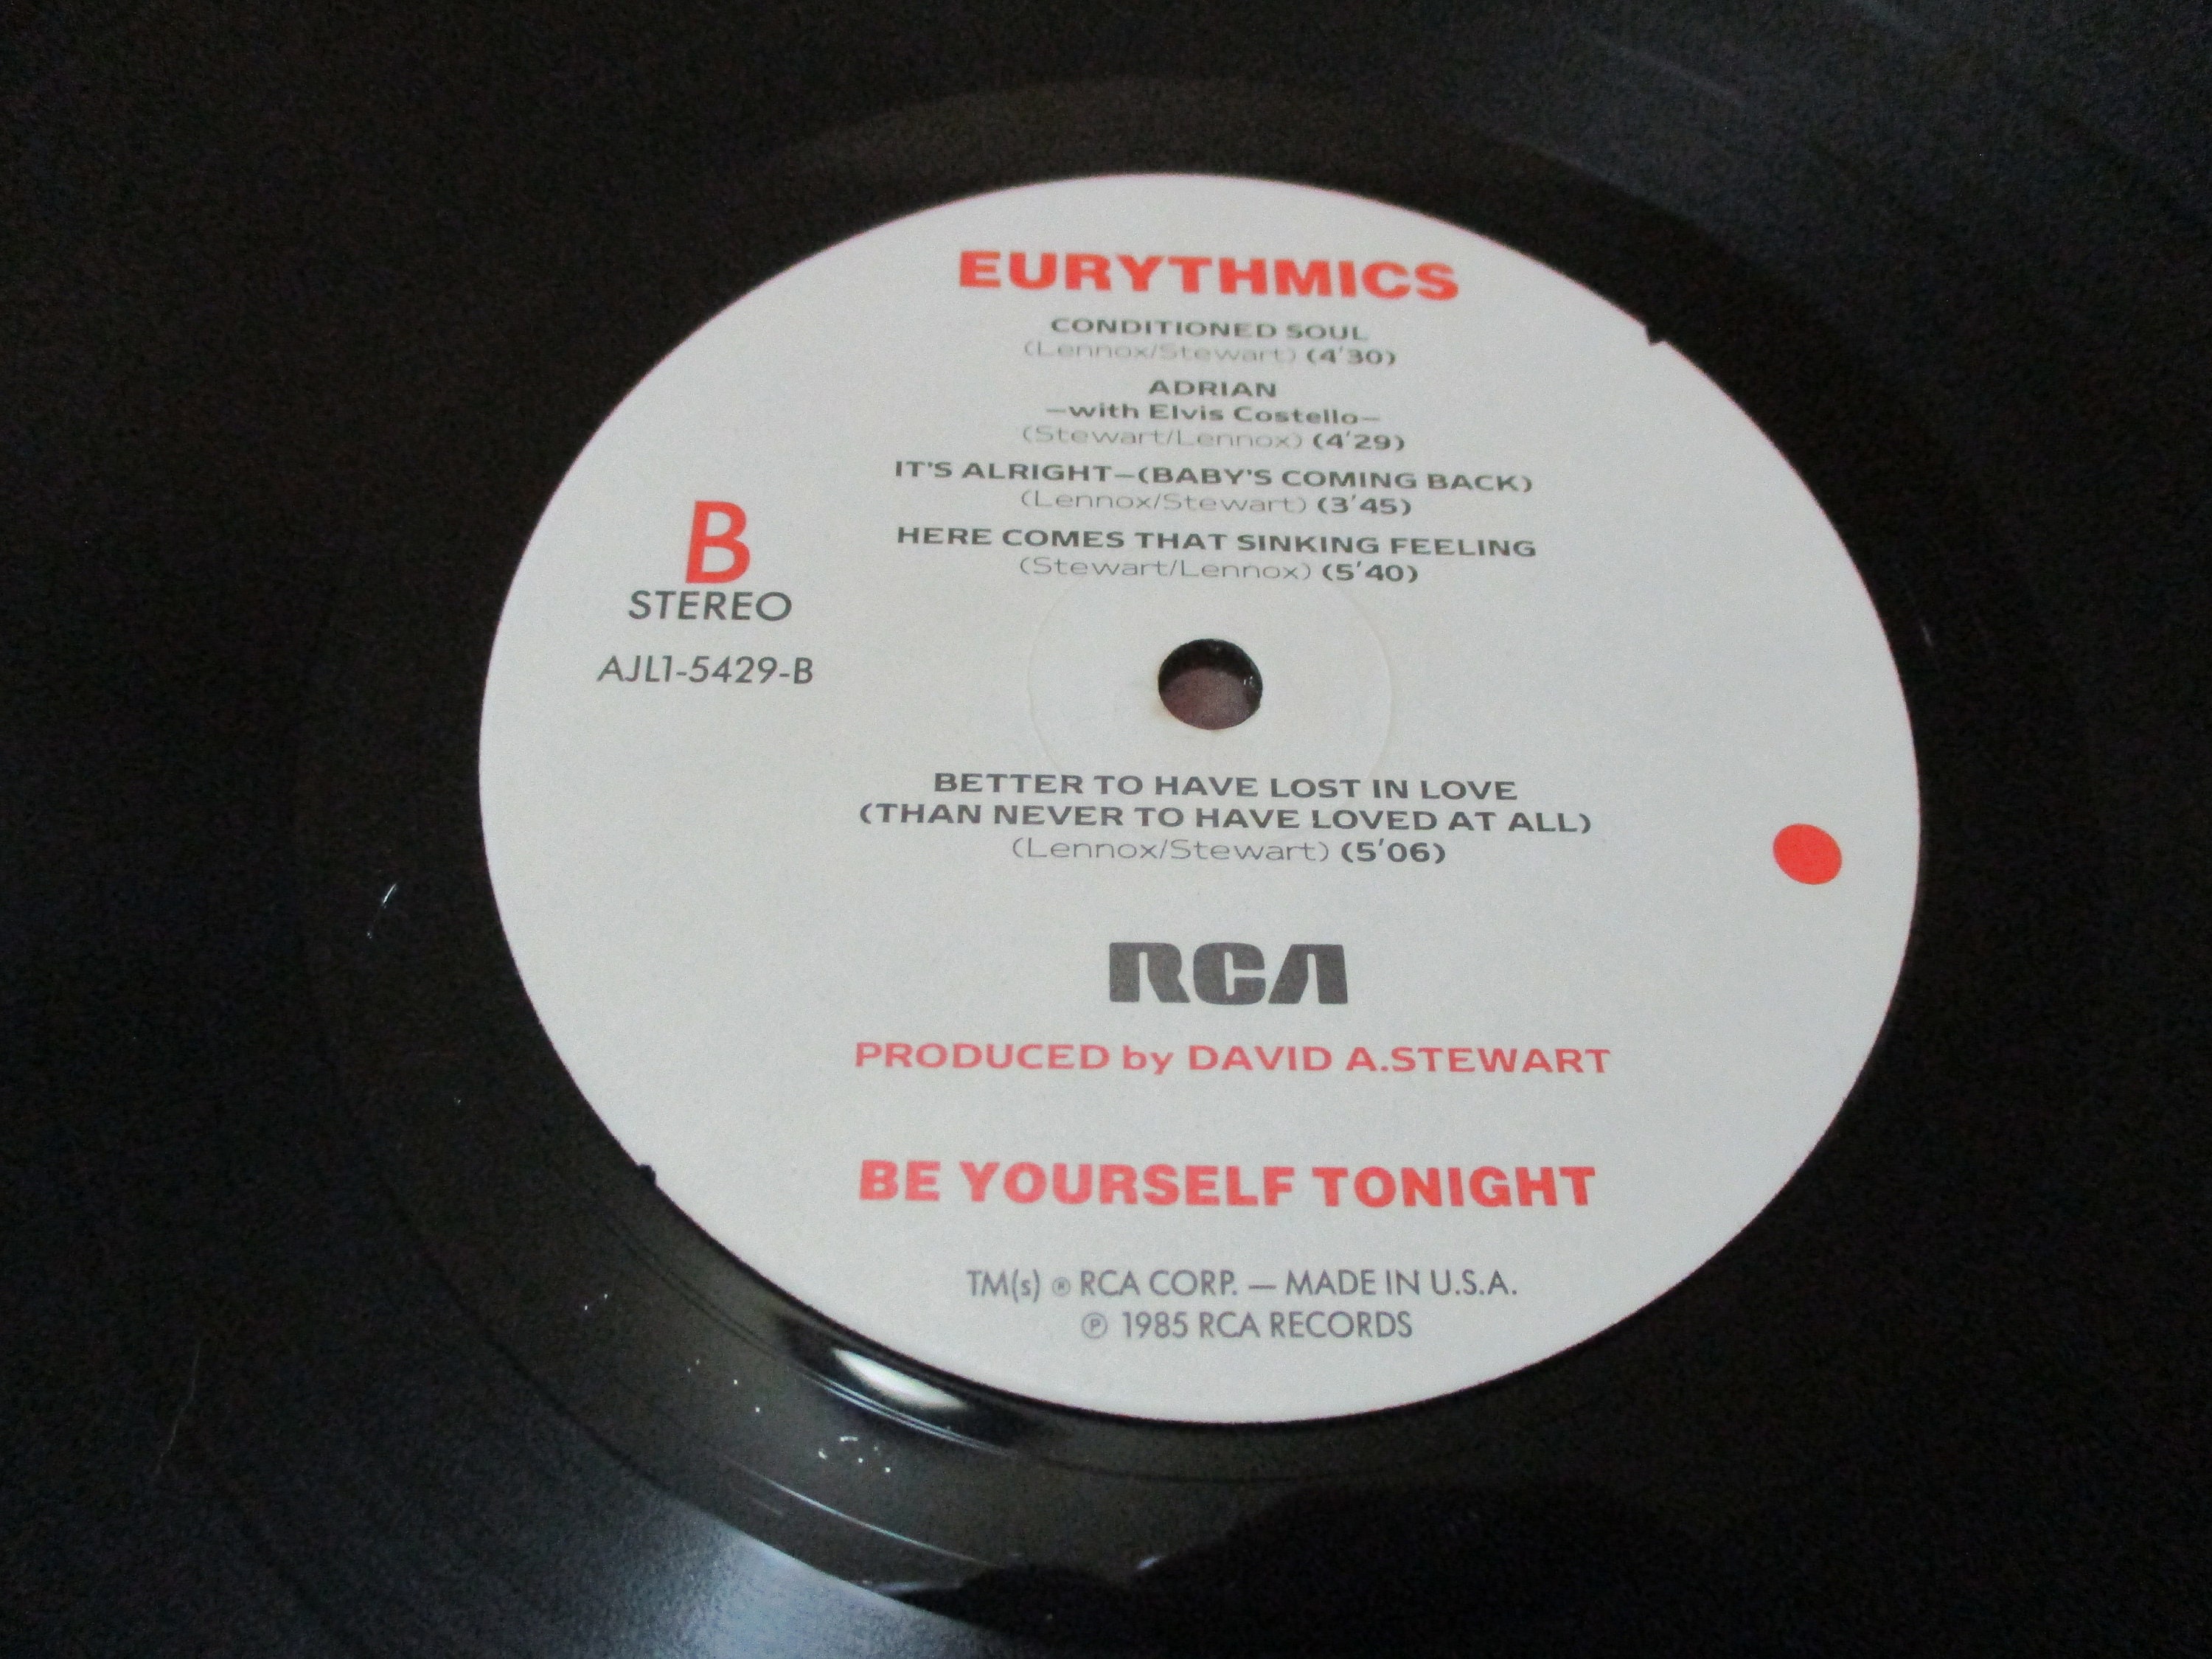 EURYTHMICS
CONDITIONED SOUL
(Lennox/Stewart) (4'30)
ADRIAN
—with Elvis Costello—
(Stewart/Lennox) (4'29)
IT'S ALRIGHT—(BABY'S COMING BACK)
(Lennox/Stewart) (3'45)
HERE COMES THAT SINKING FEELING
(Stewart/Lennox) (5'40)
B
STEREO
AJL1-5429-B
BETTER TO HAVE LOST IN LOVE
(THAN NEVER TO HAVE LOVED AT ALL)
(Lennox/Stewart) (5'06)
RCA
PRODUCED by DAVID A.STEWART
BE YOURSELF TONIGHT
TM(s) ® RCA CORP. — MADE IN U.S.A.
℗ 1985 RCA RECORDS